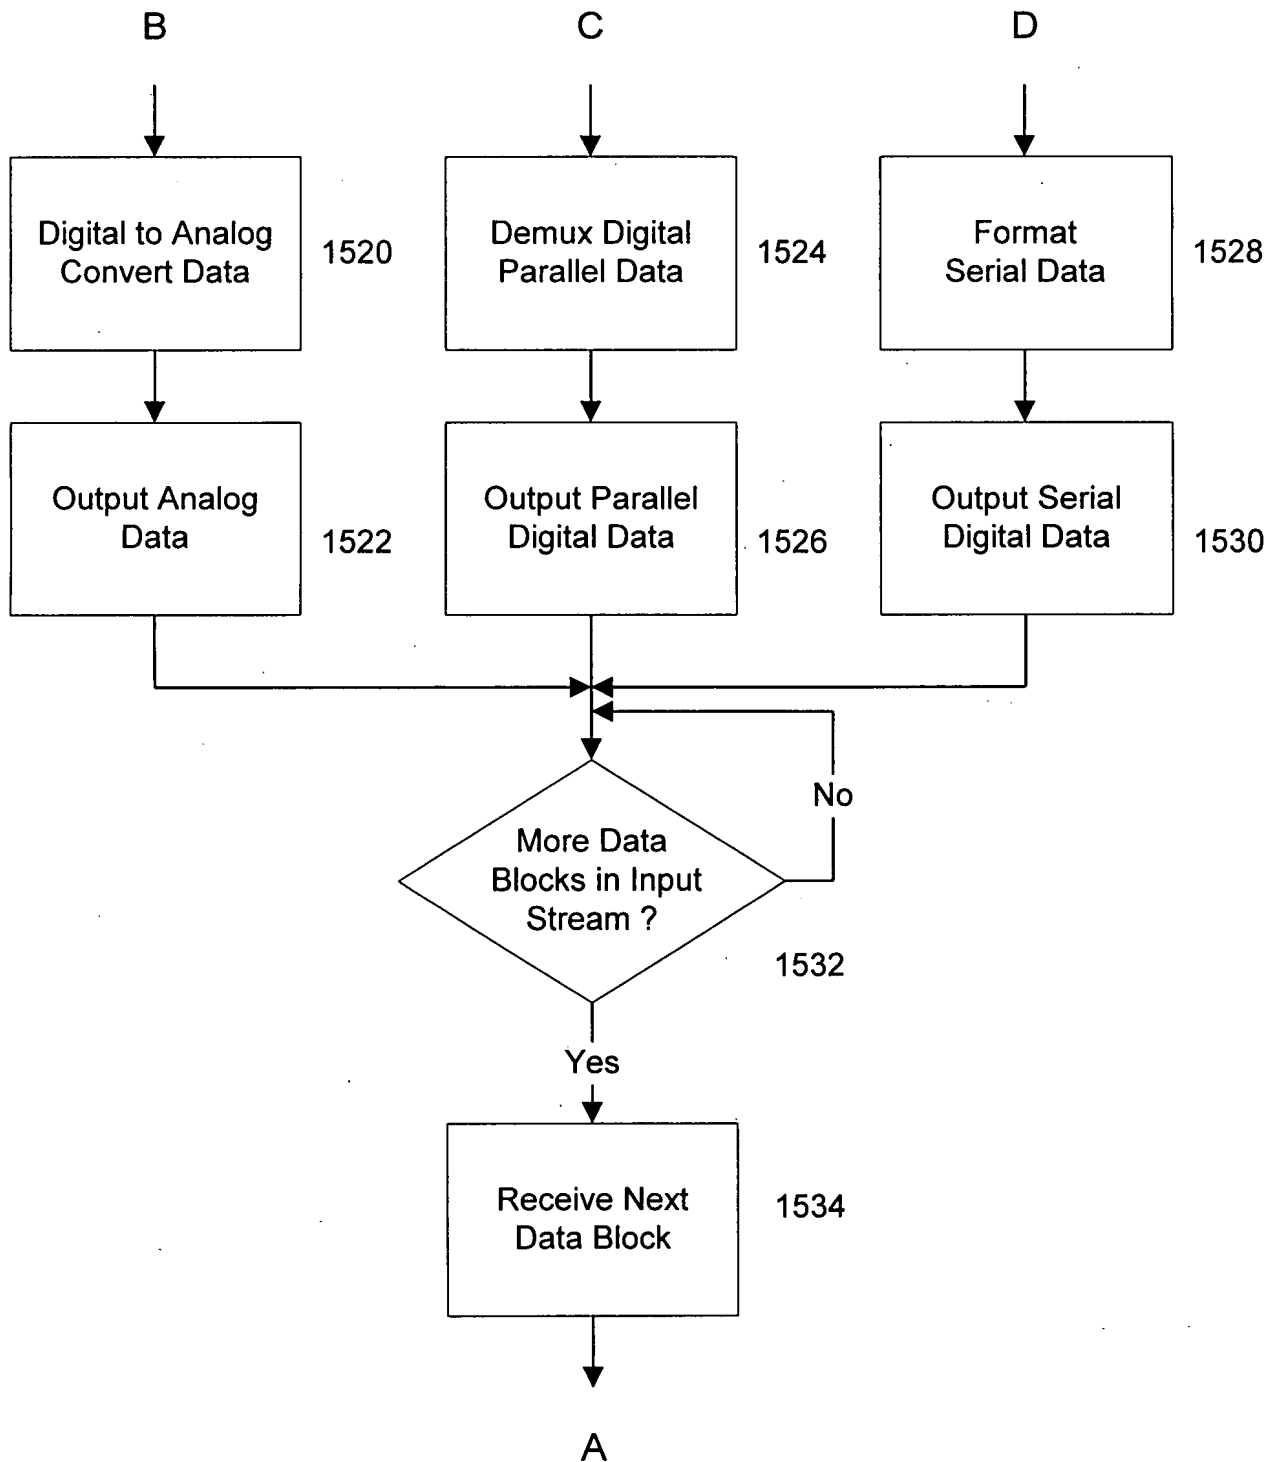 B
C
D
Digital to Analog
Convert Data
1520
Demux Digital
Parallel Data
1524
Format
Serial Data
1528
Output Analog
Data
1522
Output Parallel
Digital Data
1526
Output Serial
Digital Data
1530
No
More Data
Blocks in Input
Stream ?
1532
Yes
Receive Next
Data Block
1534
A